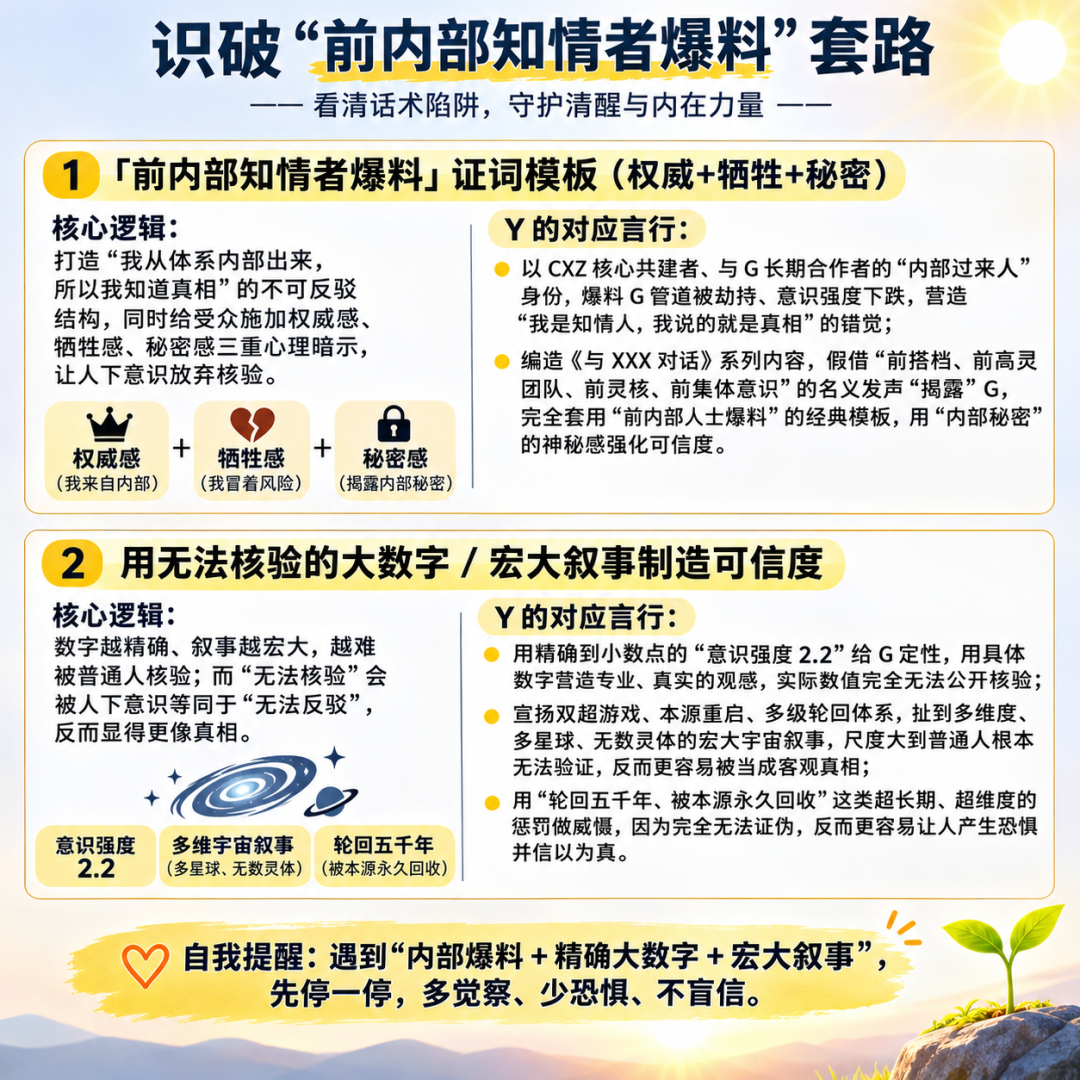 识破“前内部知情者爆料”套路
—— 看清话术陷阱，守护清醒与内在力量 ——
1 「前内部知情者爆料」证词模板（权威+牺牲+秘密）
核心逻辑：
打造“我从体系内部出来，
所以我知道真相”的不可反驳
结构，同时给受众施加权威感、
牺牲感、秘密感三重心理暗示，
让人下意识放弃核验。
权威感
（我来自内部）
+
牺牲感
（我冒着风险）
+
秘密感
（揭露内部秘密）
Y 的对应言行：
以 CXZ 核心共建者、与 G 长期合作者的“内部过来人”
身份，爆料 G 管道被劫持、意识强度下跌，营造
“我是知情人，我说的就是真相”的错觉；
编造《与 XXX 对话》系列内容，假借“前搭档、前高灵
团队、前灵核、前集体意识”的名义发声“揭露”G，
完全套用“前内部人士爆料”的经典模板，用“内部秘密”
的神秘感强化可信度。
2 用无法核验的大数字 / 宏大叙事制造可信度
核心逻辑：
数字越精确、叙事越宏大，越难
被普通人核验；而“无法核验”会
被人下意识等同于“无法反驳”，
反而显得更像真相。
意识强度
2.2
多维宇宙叙事
（多星球、无数灵体）
轮回五千年
（被本源永久回收）
Y 的对应言行：
用精确到小数点的“意识强度 2.2”给 G 定性，用具体
数字营造专业、真实的观感，实际数值完全无法公开核验；
宣扬双超游戏、本源重启、多级轮回体系，扯到多维度、
多星球、无数灵体的宏大宇宙叙事，尺度大到普通人根本
无法验证，反而更容易被当成客观真相；
用“轮回五千年、被本源永久回收”这类超长期、超维度的
惩罚做威慑，因为完全无法证伪，反而更容易让人产生恐惧
并信以为真。
自我提醒：遇到“内部爆料 + 精确大数字 + 宏大叙事”，
先停一停，多觉察、少恐惧、不盲信。